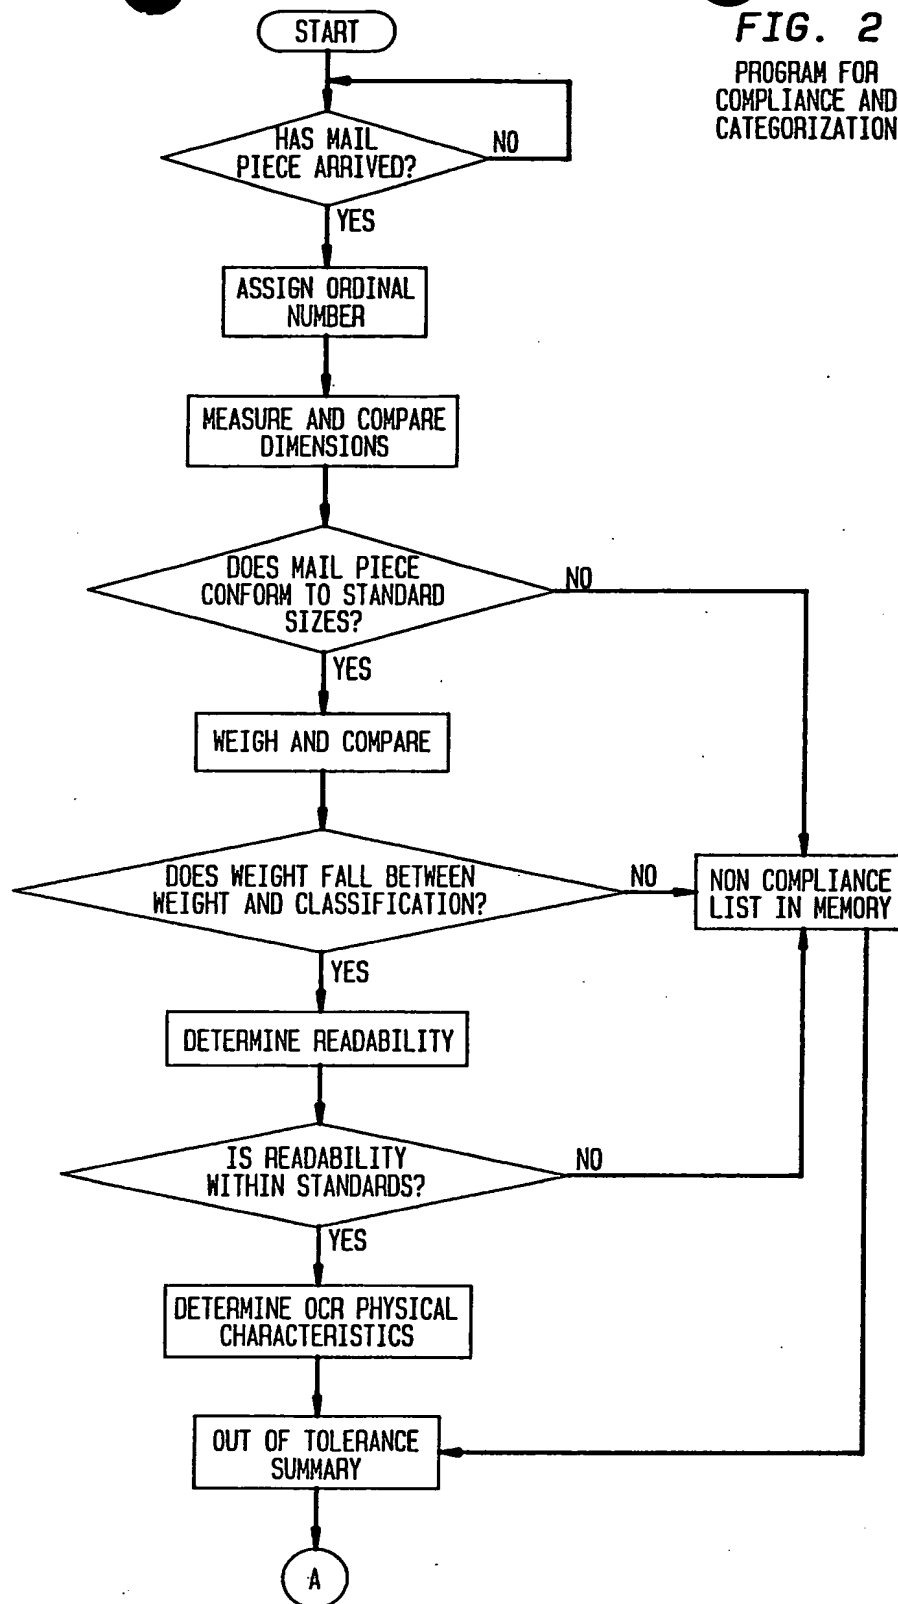 FIG. 2
PROGRAM FOR
COMPLIANCE AND
CATEGORIZATION
START
HAS MAIL
PIECE ARRIVED?
NO
YES
ASSIGN ORDINAL
NUMBER
MEASURE AND COMPARE
DIMENSIONS
DOES MAIL PIECE
CONFORM TO STANDARD
SIZES?
NO
YES
WEIGH AND COMPARE
DOES WEIGHT FALL BETWEEN
WEIGHT AND CLASSIFICATION?
NO
NON COMPLIANCE
LIST IN MEMORY
YES
DETERMINE READABILITY
IS READABILITY
WITHIN STANDARDS?
NO
YES
DETERMINE OCR PHYSICAL
CHARACTERISTICS
OUT OF TOLERANCE
SUMMARY
A